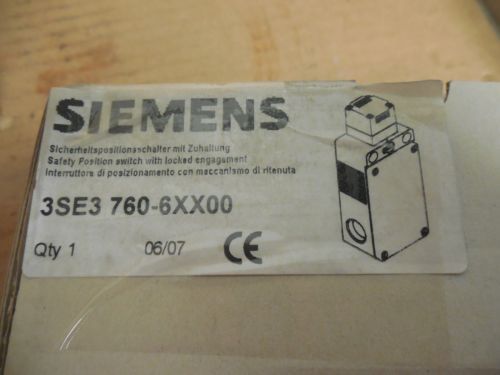 SIEMENS
Sicherheitspositionsschalter mit Zuhaltung
Safety Position switch with locked engagement
Interruttore di posizionamento con meccanismo di ritenuta
3SE3 760-6XX00
Qty 1 06/07 CE